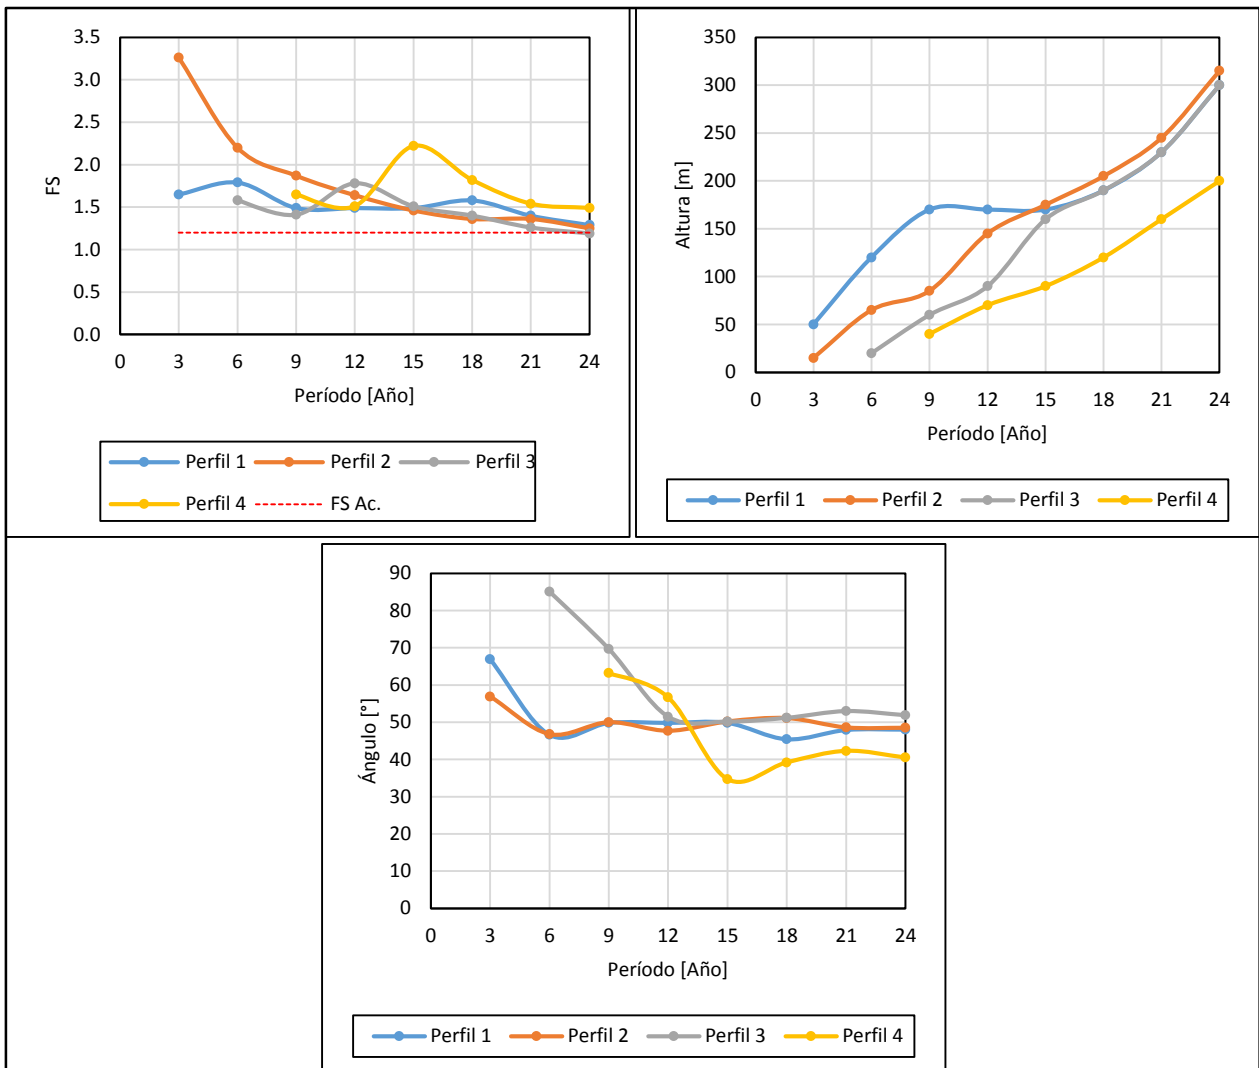 3.5
3.0
2.5
2.0
1.5
1.0
0.5
0.0
FS
0 3 6 9 12 15 18 21 24
Período [Año]
Perfil 1 Perfil 2 Perfil 3
Perfil 4 FS Ac.
350
300
250
200
150
100
50
0
Altura [m]
0 3 6 9 12 15 18 21 24
Período [Año]
Perfil 1 Perfil 2 Perfil 3 Perfil 4
90
80
70
60
50
40
30
20
10
0
Ángulo [°]
0 3 6 9 12 15 18 21 24
Período [Año]
Perfil 1 Perfil 2 Perfil 3 Perfil 4